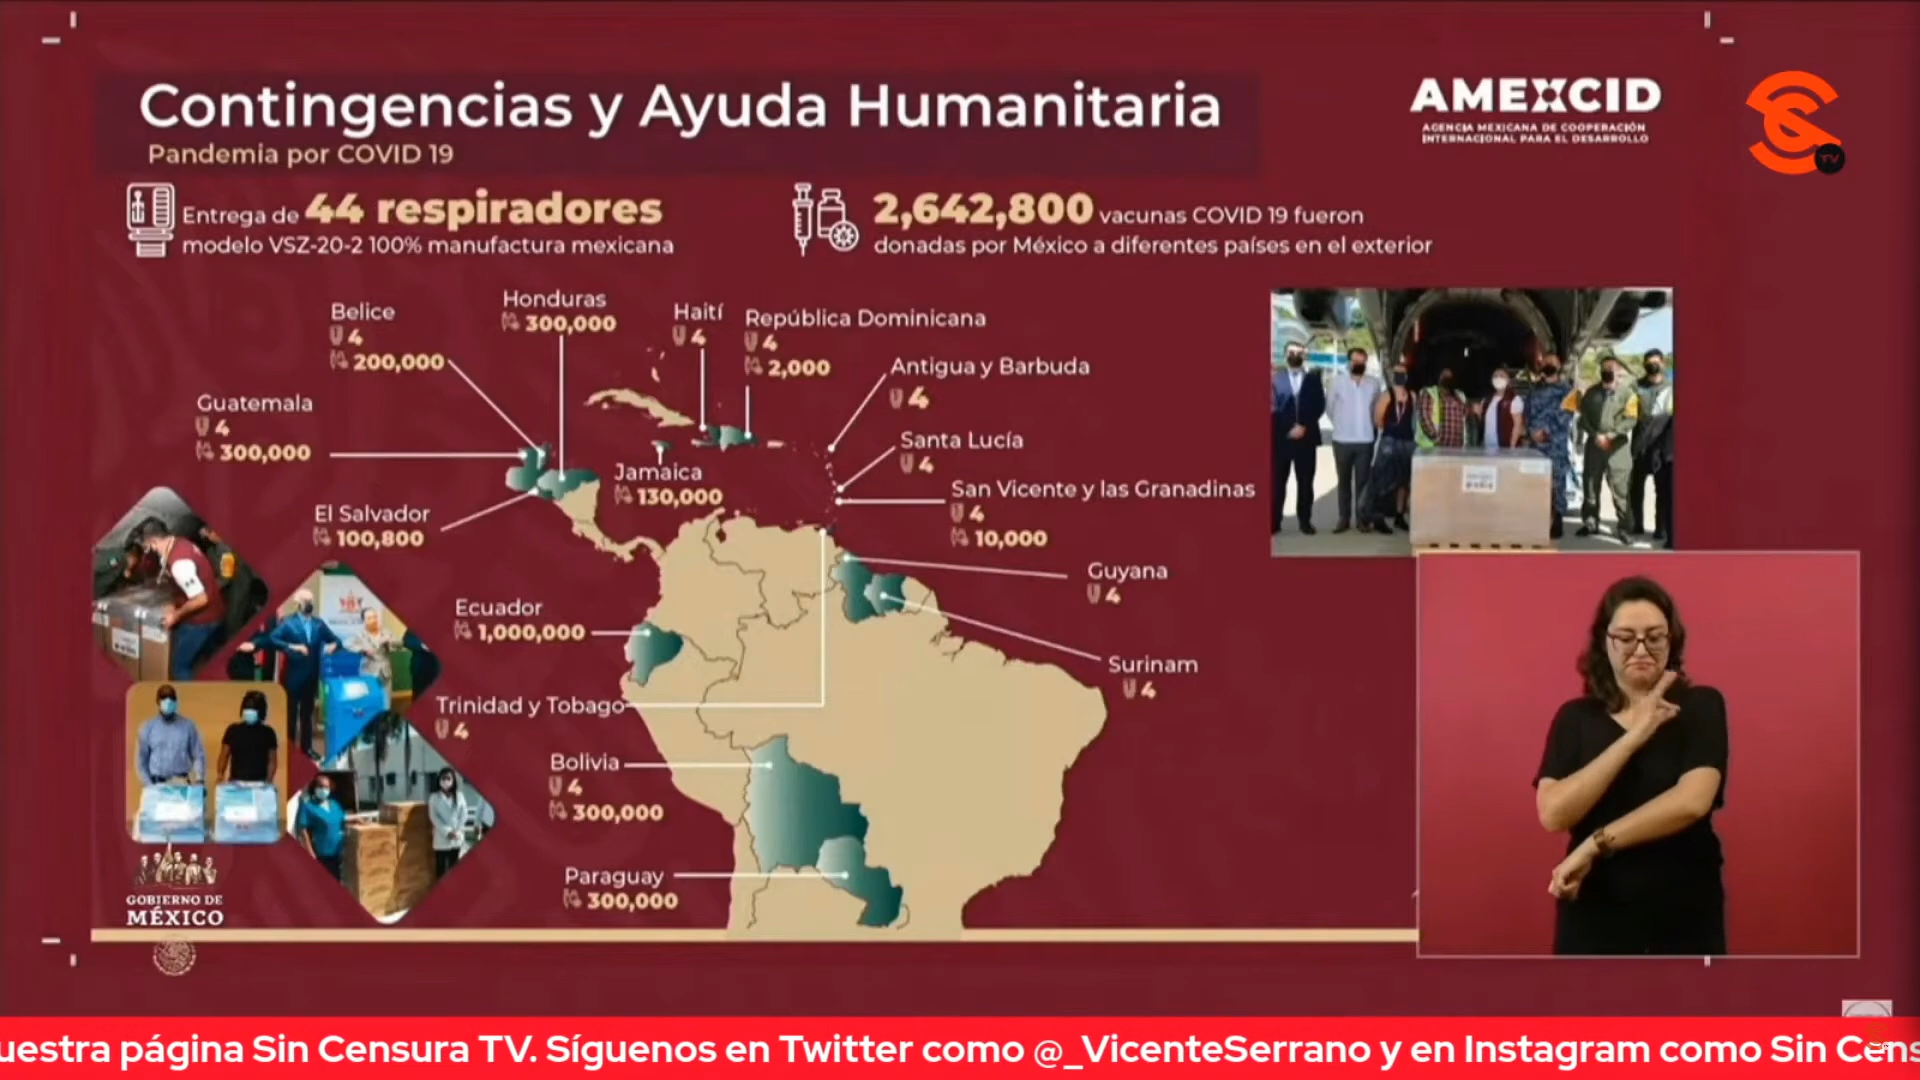 Contingencias y Ayuda Humanitaria
Pandemia por COVID 19
AMEXCID
AGENCIA MEXICANA DE COOPERACIÓN
INTERNACIONAL PARA EL DESARROLLO
TV
Entrega de 44 respiradores
modelo VSZ-20-2 100% manufactura mexicana
2,642,800 vacunas COVID 19 fueron
donadas por México a diferentes países en el exterior
Belice
4
200,000
Honduras
300,000
Haití
4
República Dominicana
4
2,000
Antigua y Barbuda
4
Guatemala
4
300,000
Santa Lucía
4
Jamaica
130,000
San Vicente y las Granadinas
4
10,000
El Salvador
100,800
Guyana
4
Ecuador
1,000,000
Surinam
4
Trinidad y Tobago
4
Bolivia
4
300,000
Paraguay
300,000
GOBIERNO DE
MÉXICO
uestra página Sin Censura TV. Síguenos en Twitter como @_VicenteSerrano y en Instagram como Sin Cens